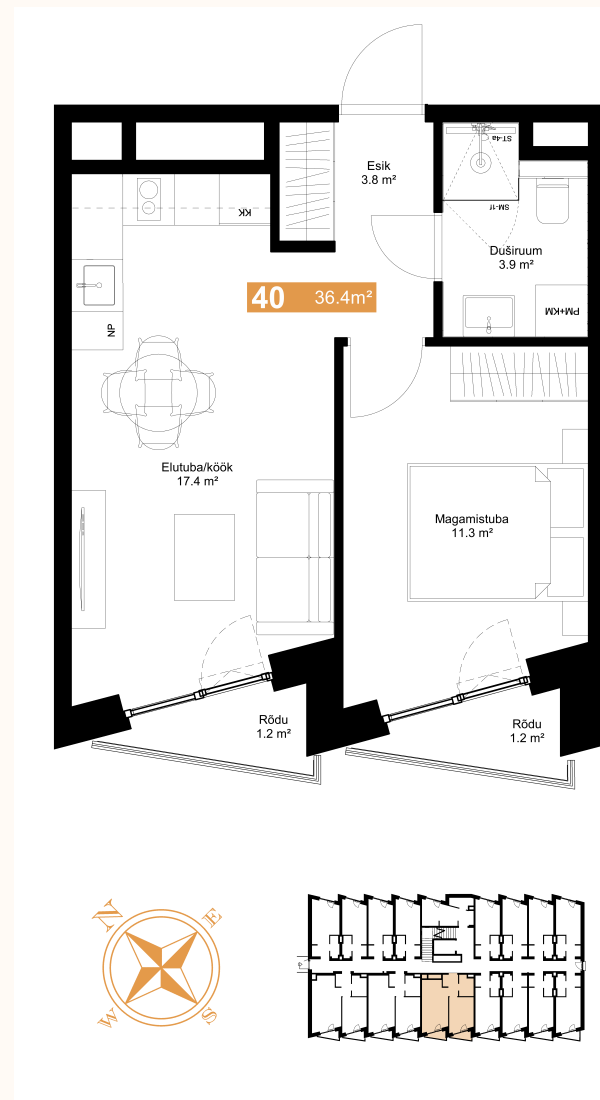 ST-4a
Esik
3.8 m²
KK
SM-1f
Duširuum
3.9 m²
40 36.4m²
PM+KM
NP
Elutuba/köök
17.4 m²
Magamistuba
11.3 m²
Rõdu
1.2 m²
Rõdu
1.2 m²
N
E
W
S